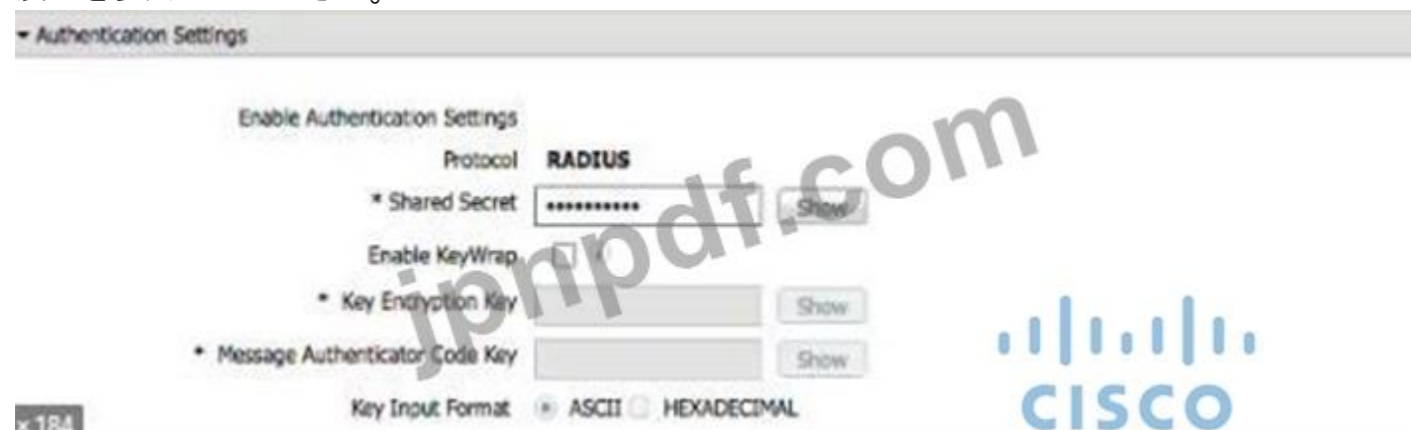 ▾ Authentication Settings
Enable Authentication Settings
Protocol RADIUS
* Shared Secret •••••••••• Show
Enable KeyWrap
* Key Encryption Key Show
* Message Authenticator Code Key Show
Key Input Format ASCII HEXADECIMAL
jpnpdf.com
CISCO
x 184